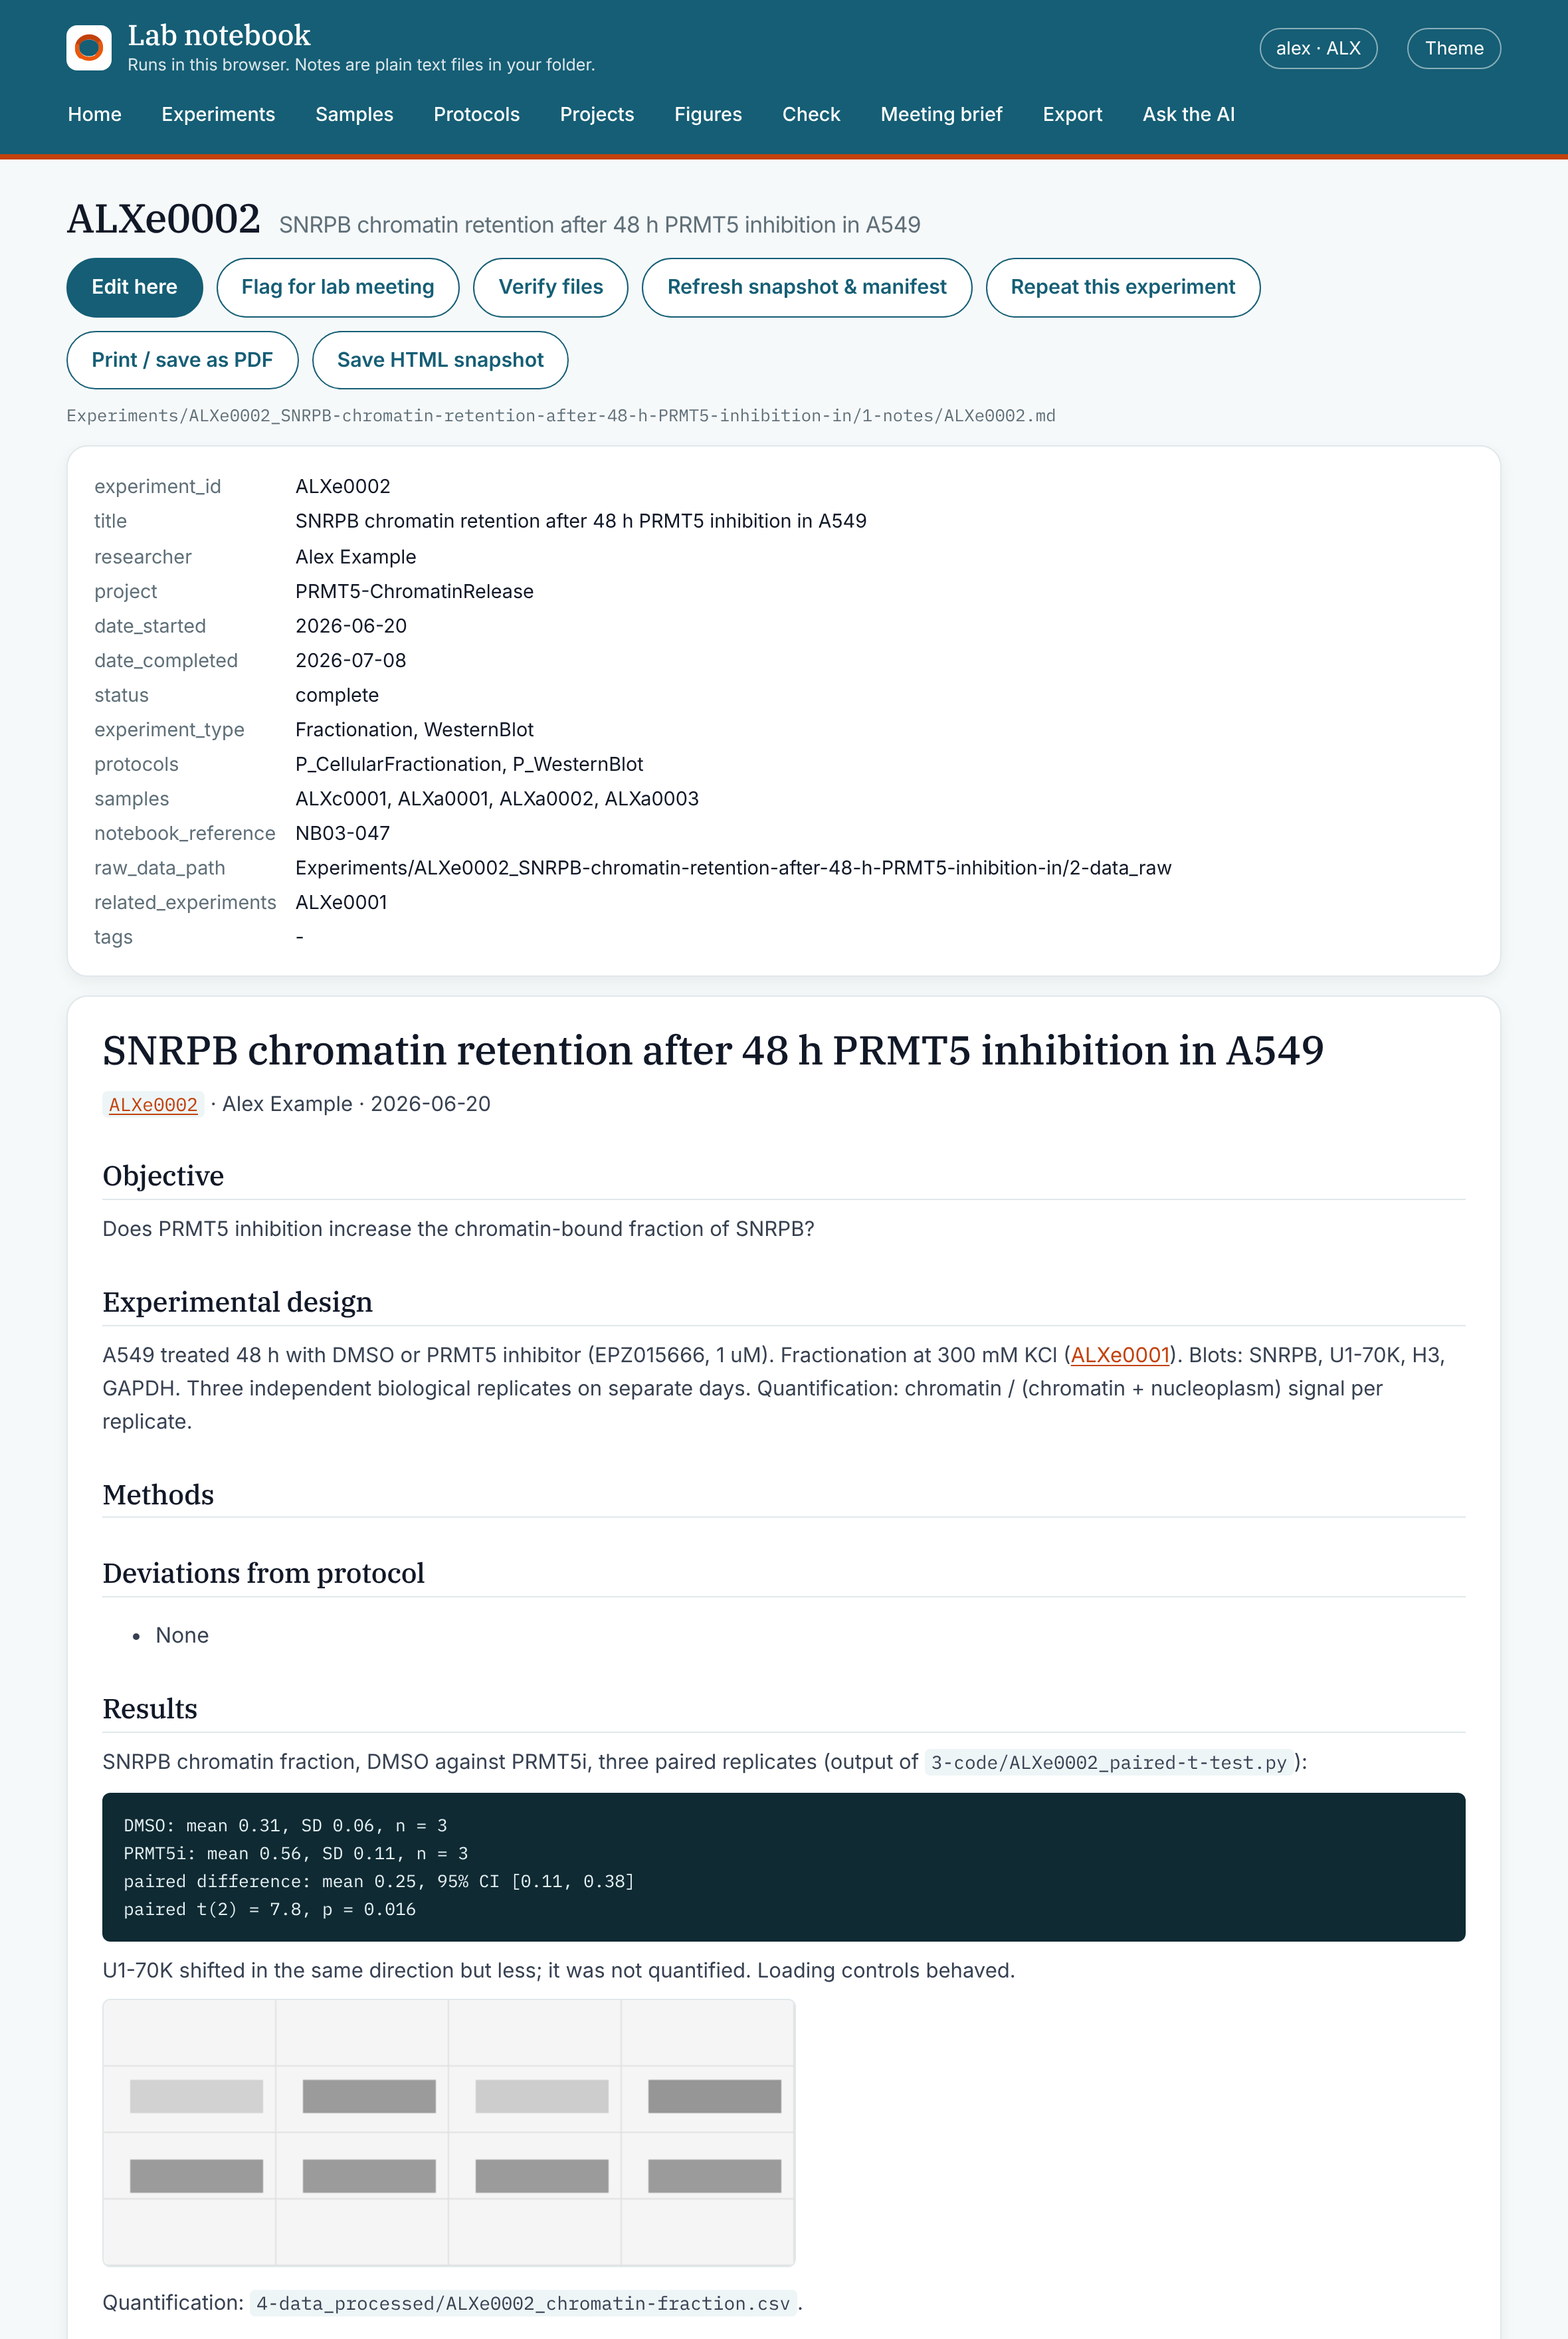 Lab notebook
Runs in this browser. Notes are plain text files in your folder.
alex · ALX
Theme
Home Experiments Samples Protocols Projects Figures Check Meeting brief Export Ask the AI
ALXe0002 SNRPB chromatin retention after 48 h PRMT5 inhibition in A549
Edit here Flag for lab meeting Verify files Refresh snapshot & manifest Repeat this experiment
Print / save as PDF Save HTML snapshot
Experiments/ALXe0002_SNRPB-chromatin-retention-after-48-h-PRMT5-inhibition-in/1-notes/ALXe0002.md
experiment_id ALXe0002
title SNRPB chromatin retention after 48 h PRMT5 inhibition in A549
researcher Alex Example
project PRMT5-ChromatinRelease
date_started 2026-06-20
date_completed 2026-07-08
status complete
experiment_type Fractionation, WesternBlot
protocols P_CellularFractionation, P_WesternBlot
samples ALXc0001, ALXa0001, ALXa0002, ALXa0003
notebook_reference NB03-047
raw_data_path Experiments/ALXe0002_SNRPB-chromatin-retention-after-48-h-PRMT5-inhibition-in/2-data_raw
related_experiments ALXe0001
tags -
SNRPB chromatin retention after 48 h PRMT5 inhibition in A549
ALXe0002 · Alex Example · 2026-06-20
Objective
Does PRMT5 inhibition increase the chromatin-bound fraction of SNRPB?
Experimental design
A549 treated 48 h with DMSO or PRMT5 inhibitor (EPZ015666, 1 uM). Fractionation at 300 mM KCl (ALXe0001). Blots: SNRPB, U1-70K, H3,
GAPDH. Three independent biological replicates on separate days. Quantification: chromatin / (chromatin + nucleoplasm) signal per
replicate.
Methods
Deviations from protocol
• None
Results
SNRPB chromatin fraction, DMSO against PRMT5i, three paired replicates (output of 3-code/ALXe0002_paired-t-test.py):
DMSO: mean 0.31, SD 0.06, n = 3
PRMT5i: mean 0.56, SD 0.11, n = 3
paired difference: mean 0.25, 95% CI [0.11, 0.38]
paired t(2) = 7.8, p = 0.016
U1-70K shifted in the same direction but less; it was not quantified. Loading controls behaved.
Quantification: 4-data_processed/ALXe0002_chromatin-fraction.csv.